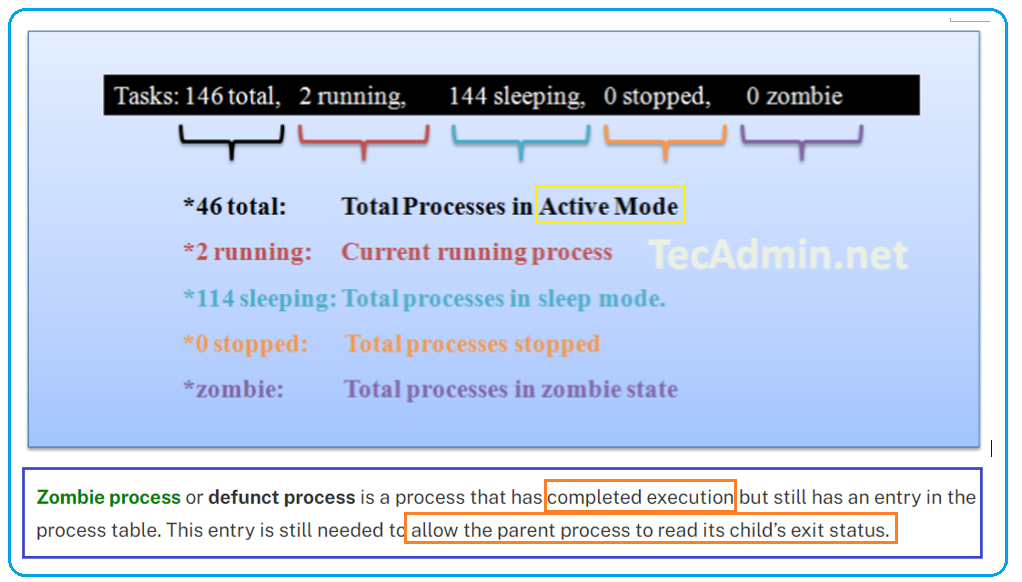 Tasks: 146 total, 2 running, 144 sleeping, 0 stopped, 0 zombie
*46 total: Total Processes in Active Mode
*2 running: Current running process
TecAdmin.net
*114 sleeping: Total processes in sleep mode.
*0 stopped: Total processes stopped
*zombie: Total processes in zombie state
Zombie process or defunct process is a process that has completed execution but still has an entry in the
process table. This entry is still needed to allow the parent process to read its child’s exit status.